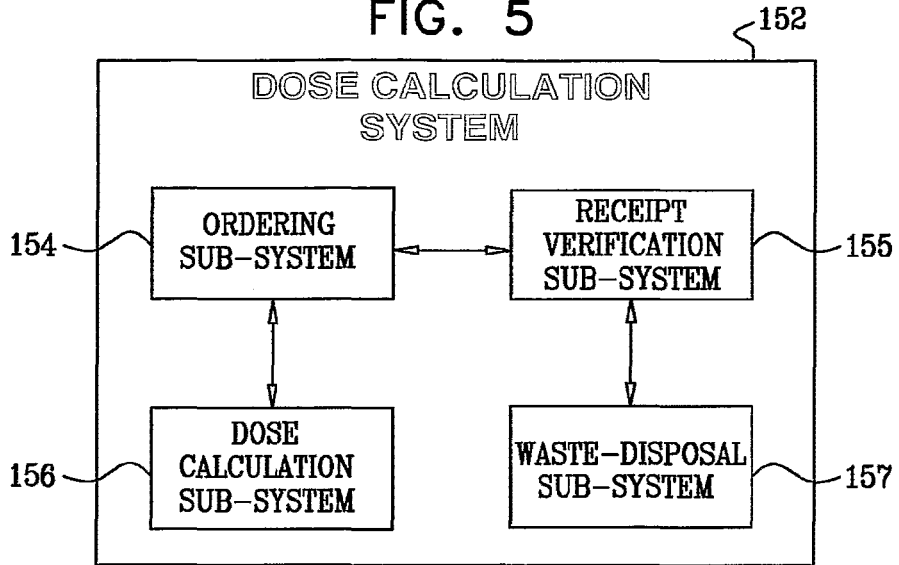 FIG. 5
152
DOSE CALCULATION
SYSTEM
154
ORDERING
SUB-SYSTEM
RECEIPT
VERIFICATION
SUB-SYSTEM
155
156
DOSE
CALCULATION
SUB-SYSTEM
WASTE-DISPOSAL
SUB-SYSTEM
157